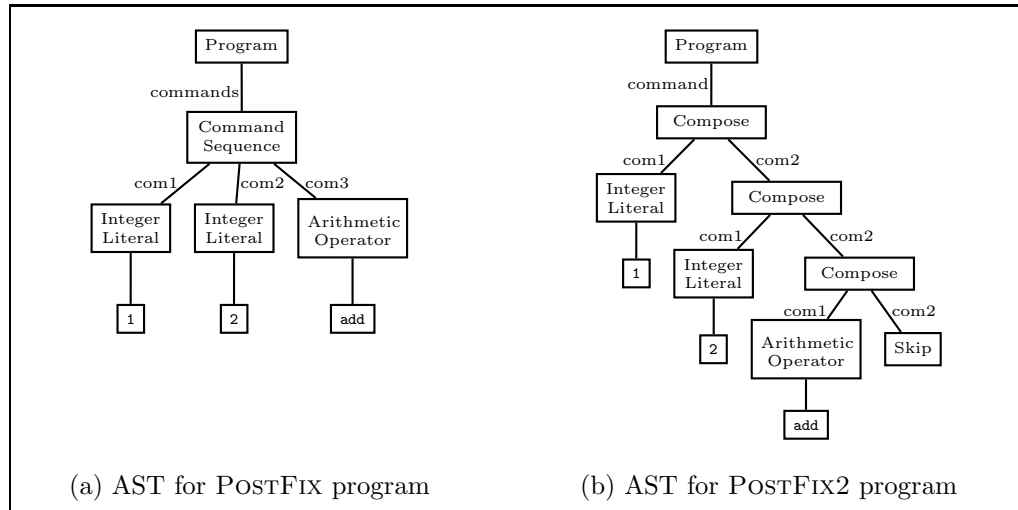 Program
commands
Command
Sequence
com1
com2
com3
Integer
Literal
Integer
Literal
Arithmetic
Operator
1
2
add
(a) AST for POSTFIX program
Program
command
Compose
com1
com2
Integer
Literal
Compose
1
com1
com2
Integer
Literal
Compose
2
com1
com2
Arithmetic
Operator
Skip
add
(b) AST for POSTFIX2 program